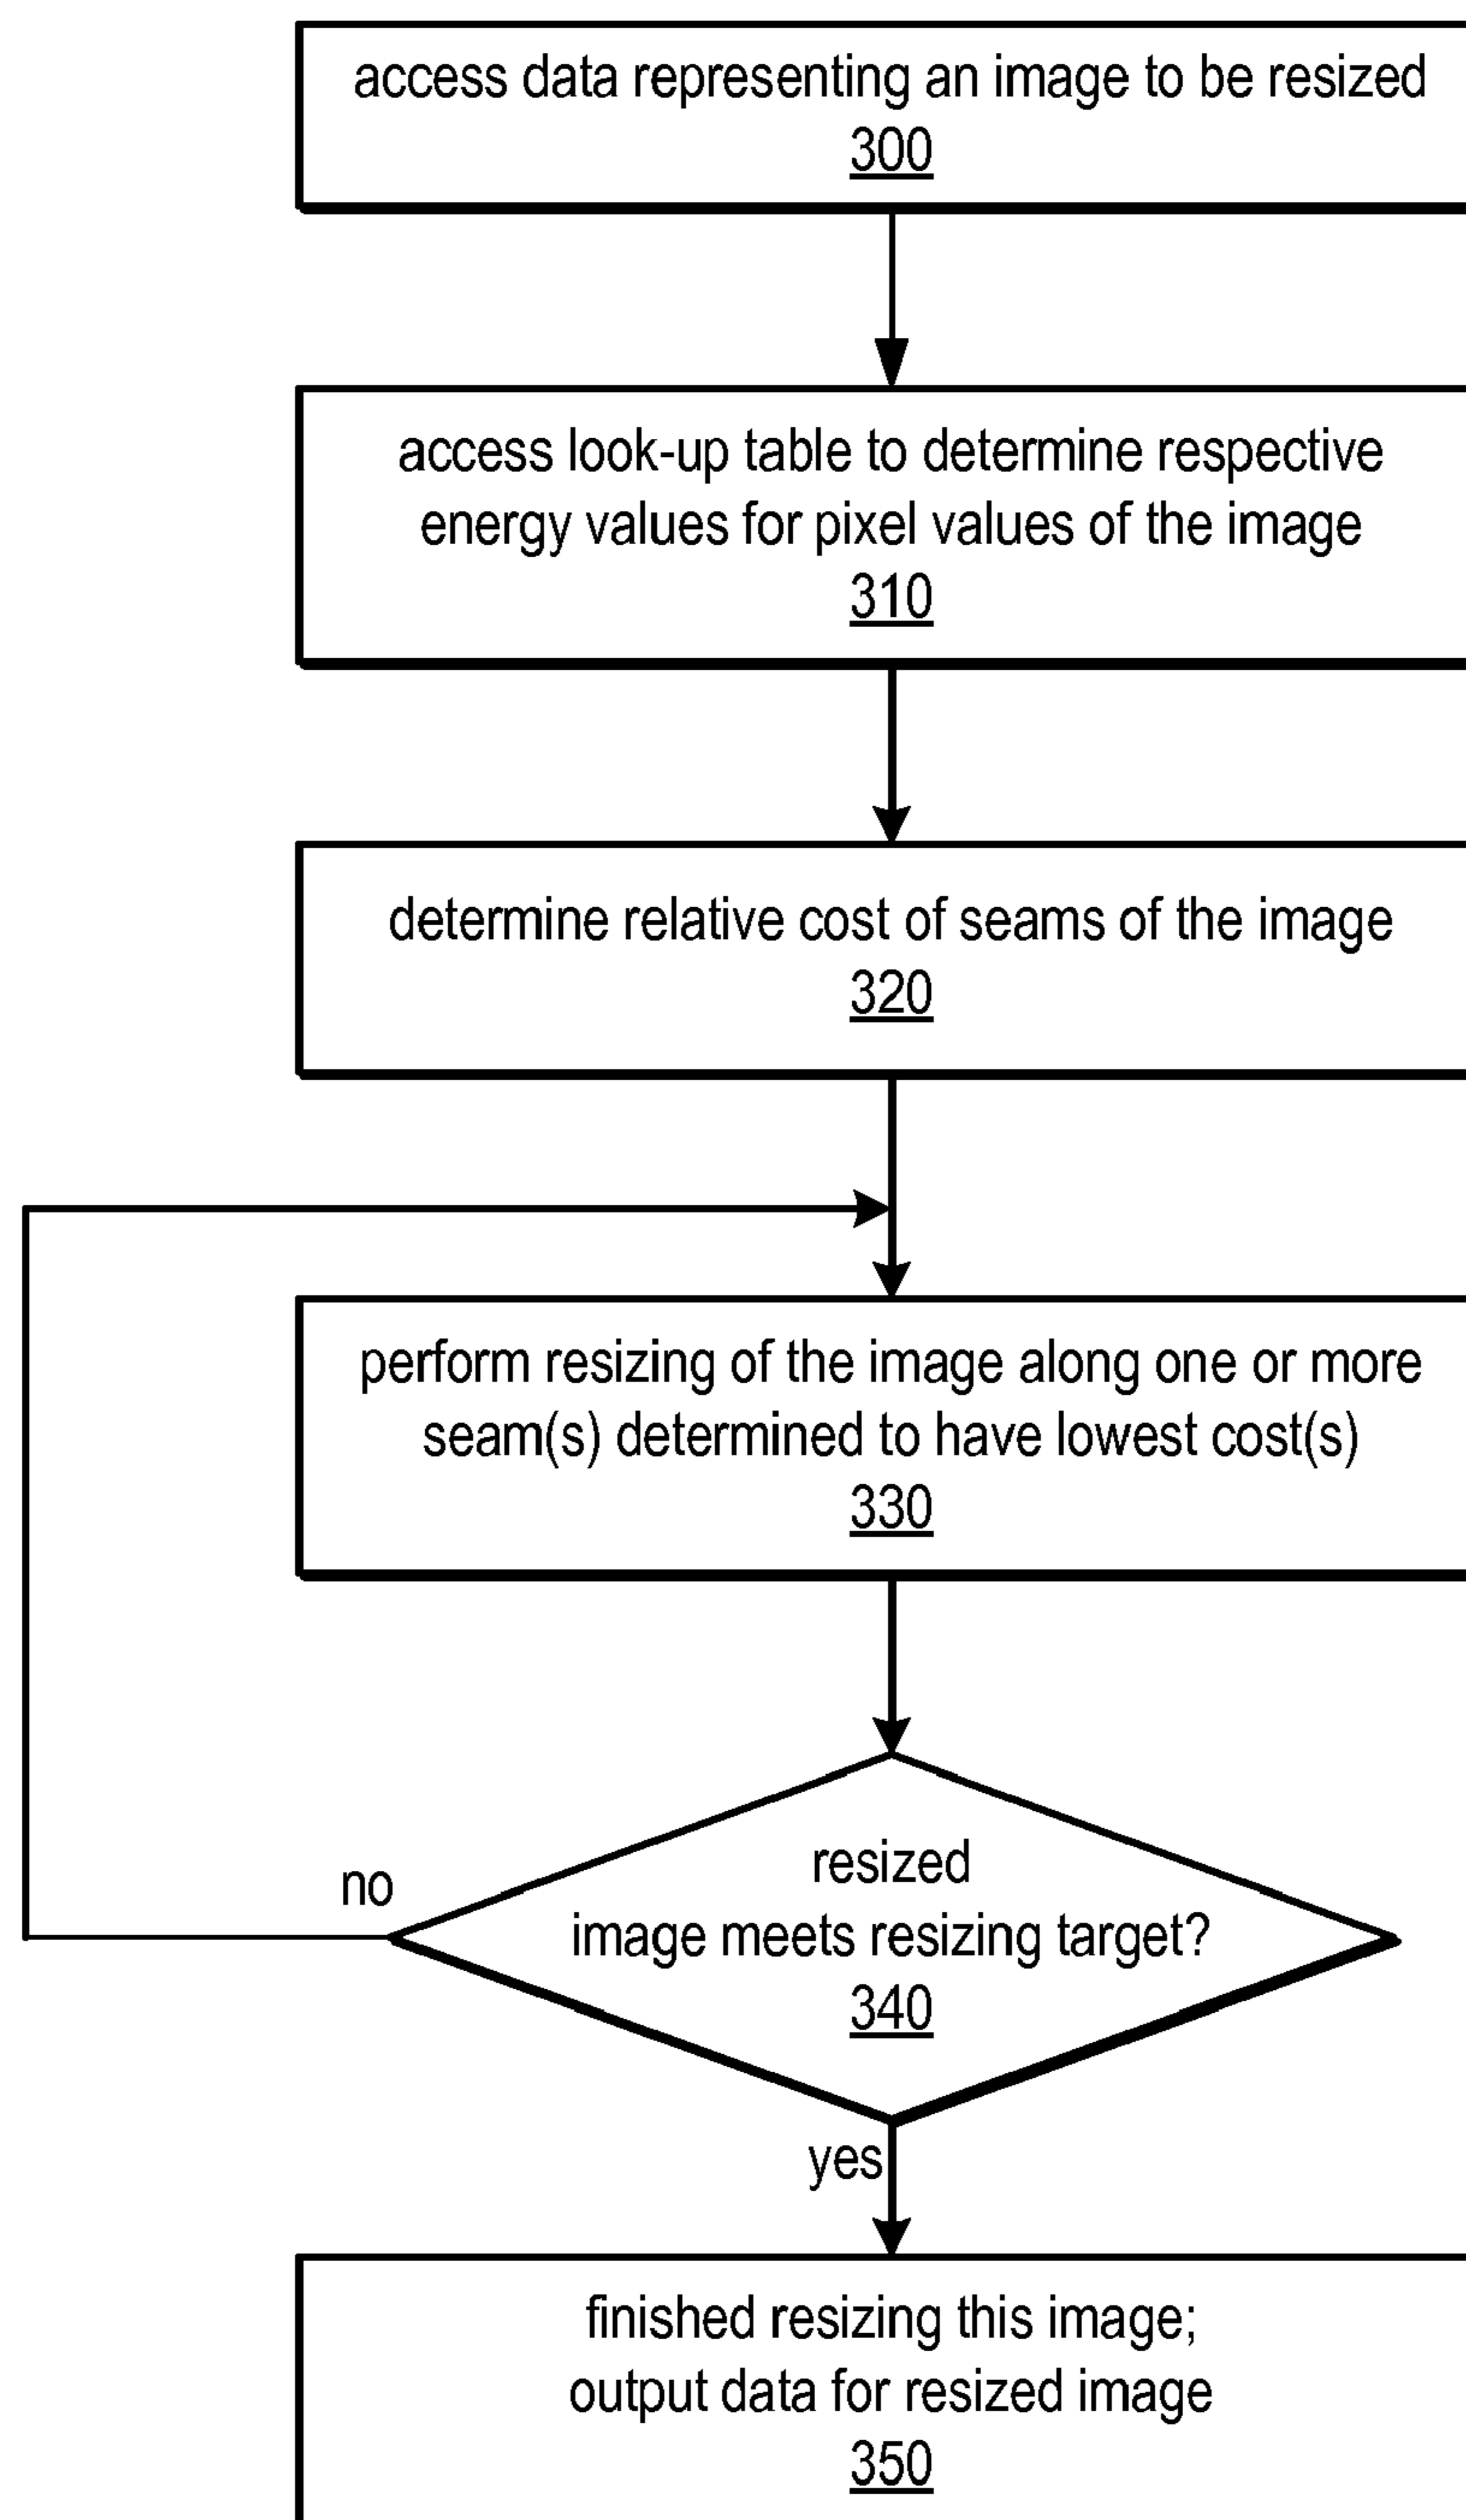 access data representing an image to be resized
300
access look-up table to determine respective
energy values for pixel values of the image
310
determine relative cost of seams of the image
320
perform resizing of the image along one or more
seam(s) determined to have lowest cost(s)
330
resized
image meets resizing target?
340
no
yes
finished resizing this image;
output data for resized image
350